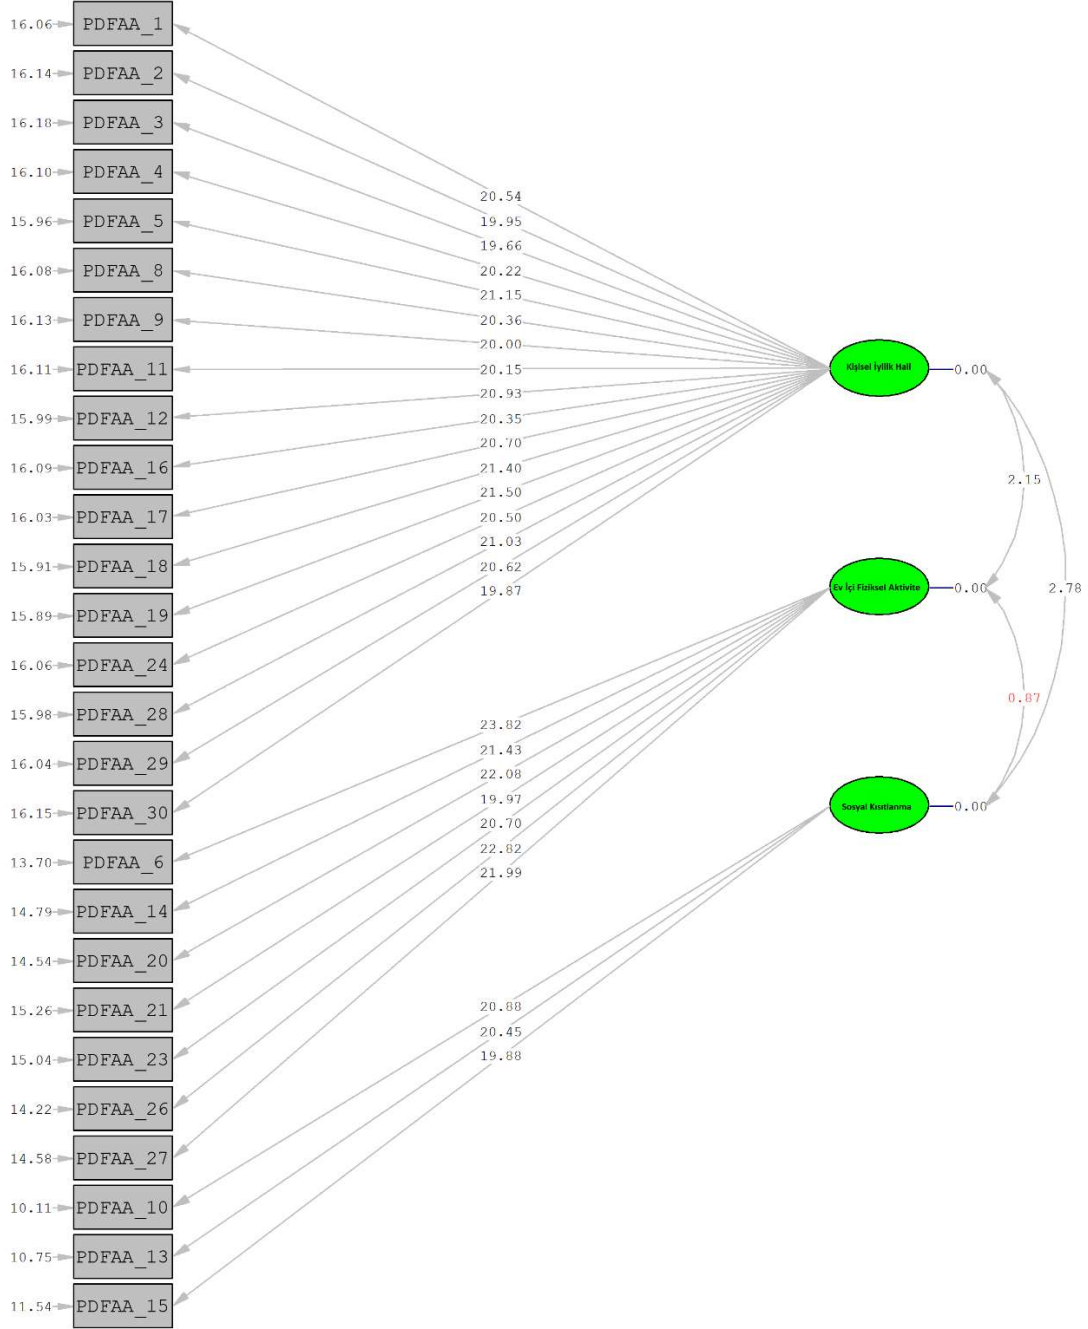 16.06 PDFAA_1
16.14 PDFAA_2
16.18 PDFAA_3
16.10 PDFAA_4
15.96 PDFAA_5
16.08 PDFAA_8
16.13 PDFAA_9
16.11 PDFAA_11
15.99 PDFAA_12
16.09 PDFAA_16
16.03 PDFAA_17
15.91 PDFAA_18
15.89 PDFAA_19
16.06 PDFAA_24
15.98 PDFAA_28
16.04 PDFAA_29
16.15 PDFAA_30
13.70 PDFAA_6
14.79 PDFAA_14
14.54 PDFAA_20
15.26 PDFAA_21
15.04 PDFAA_23
14.22 PDFAA_26
14.58 PDFAA_27
10.11 PDFAA_10
10.75 PDFAA_13
11.54 PDFAA_15
20.54
19.95
19.66
20.22
21.15
20.36
20.00
20.15
20.93
20.35
20.70
21.40
21.50
20.50
21.03
20.62
19.87
23.82
21.43
22.08
19.97
20.70
22.82
21.99
20.88
20.45
19.88
Kişisel İyilik Hali 0.00
Ev İçi Fiziksel Aktivite 0.00
Sosyal Kısıtlanma 0.00
2.15
2.78
0.87